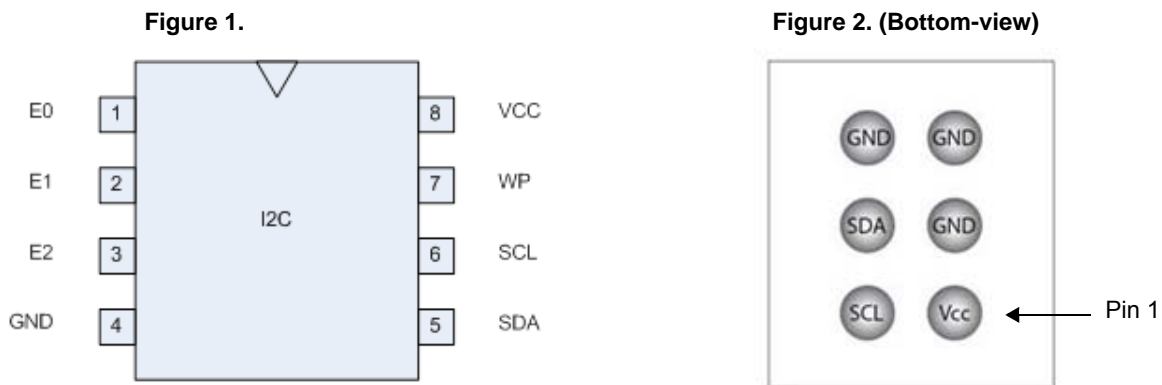 Figure 1.
E0 1 8 VCC
E1 2 7 WP
I2C
E2 3 6 SCL
GND 4 5 SDA
Figure 2. (Bottom-view)
GND GND
SDA GND
SCL Vcc Pin 1